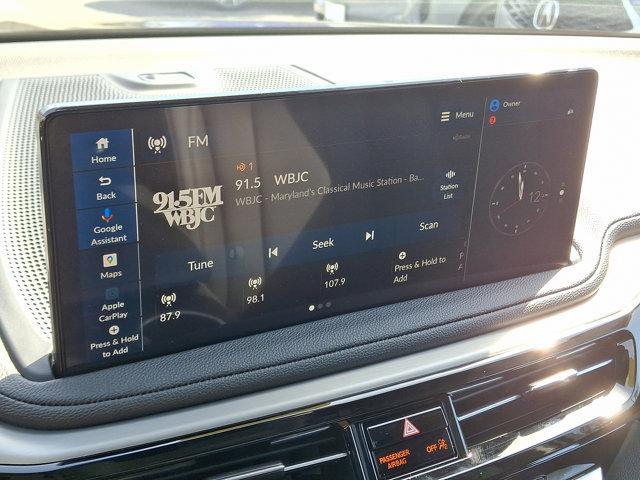 Home
Back
Google
Assistant
Maps
Apple
CarPlay
Press & Hold
to Add
FM
Menu
1
91.5 WBJC
WBJC - Maryland's Classical Music Station - Ba...
91.5FM
WBJC
Station
List
Tune
Seek
Scan
87.9
98.1
107.9
Press & Hold to
Add
P
A
Owner
2
12
PASSENGER
AIRBAG
OFF